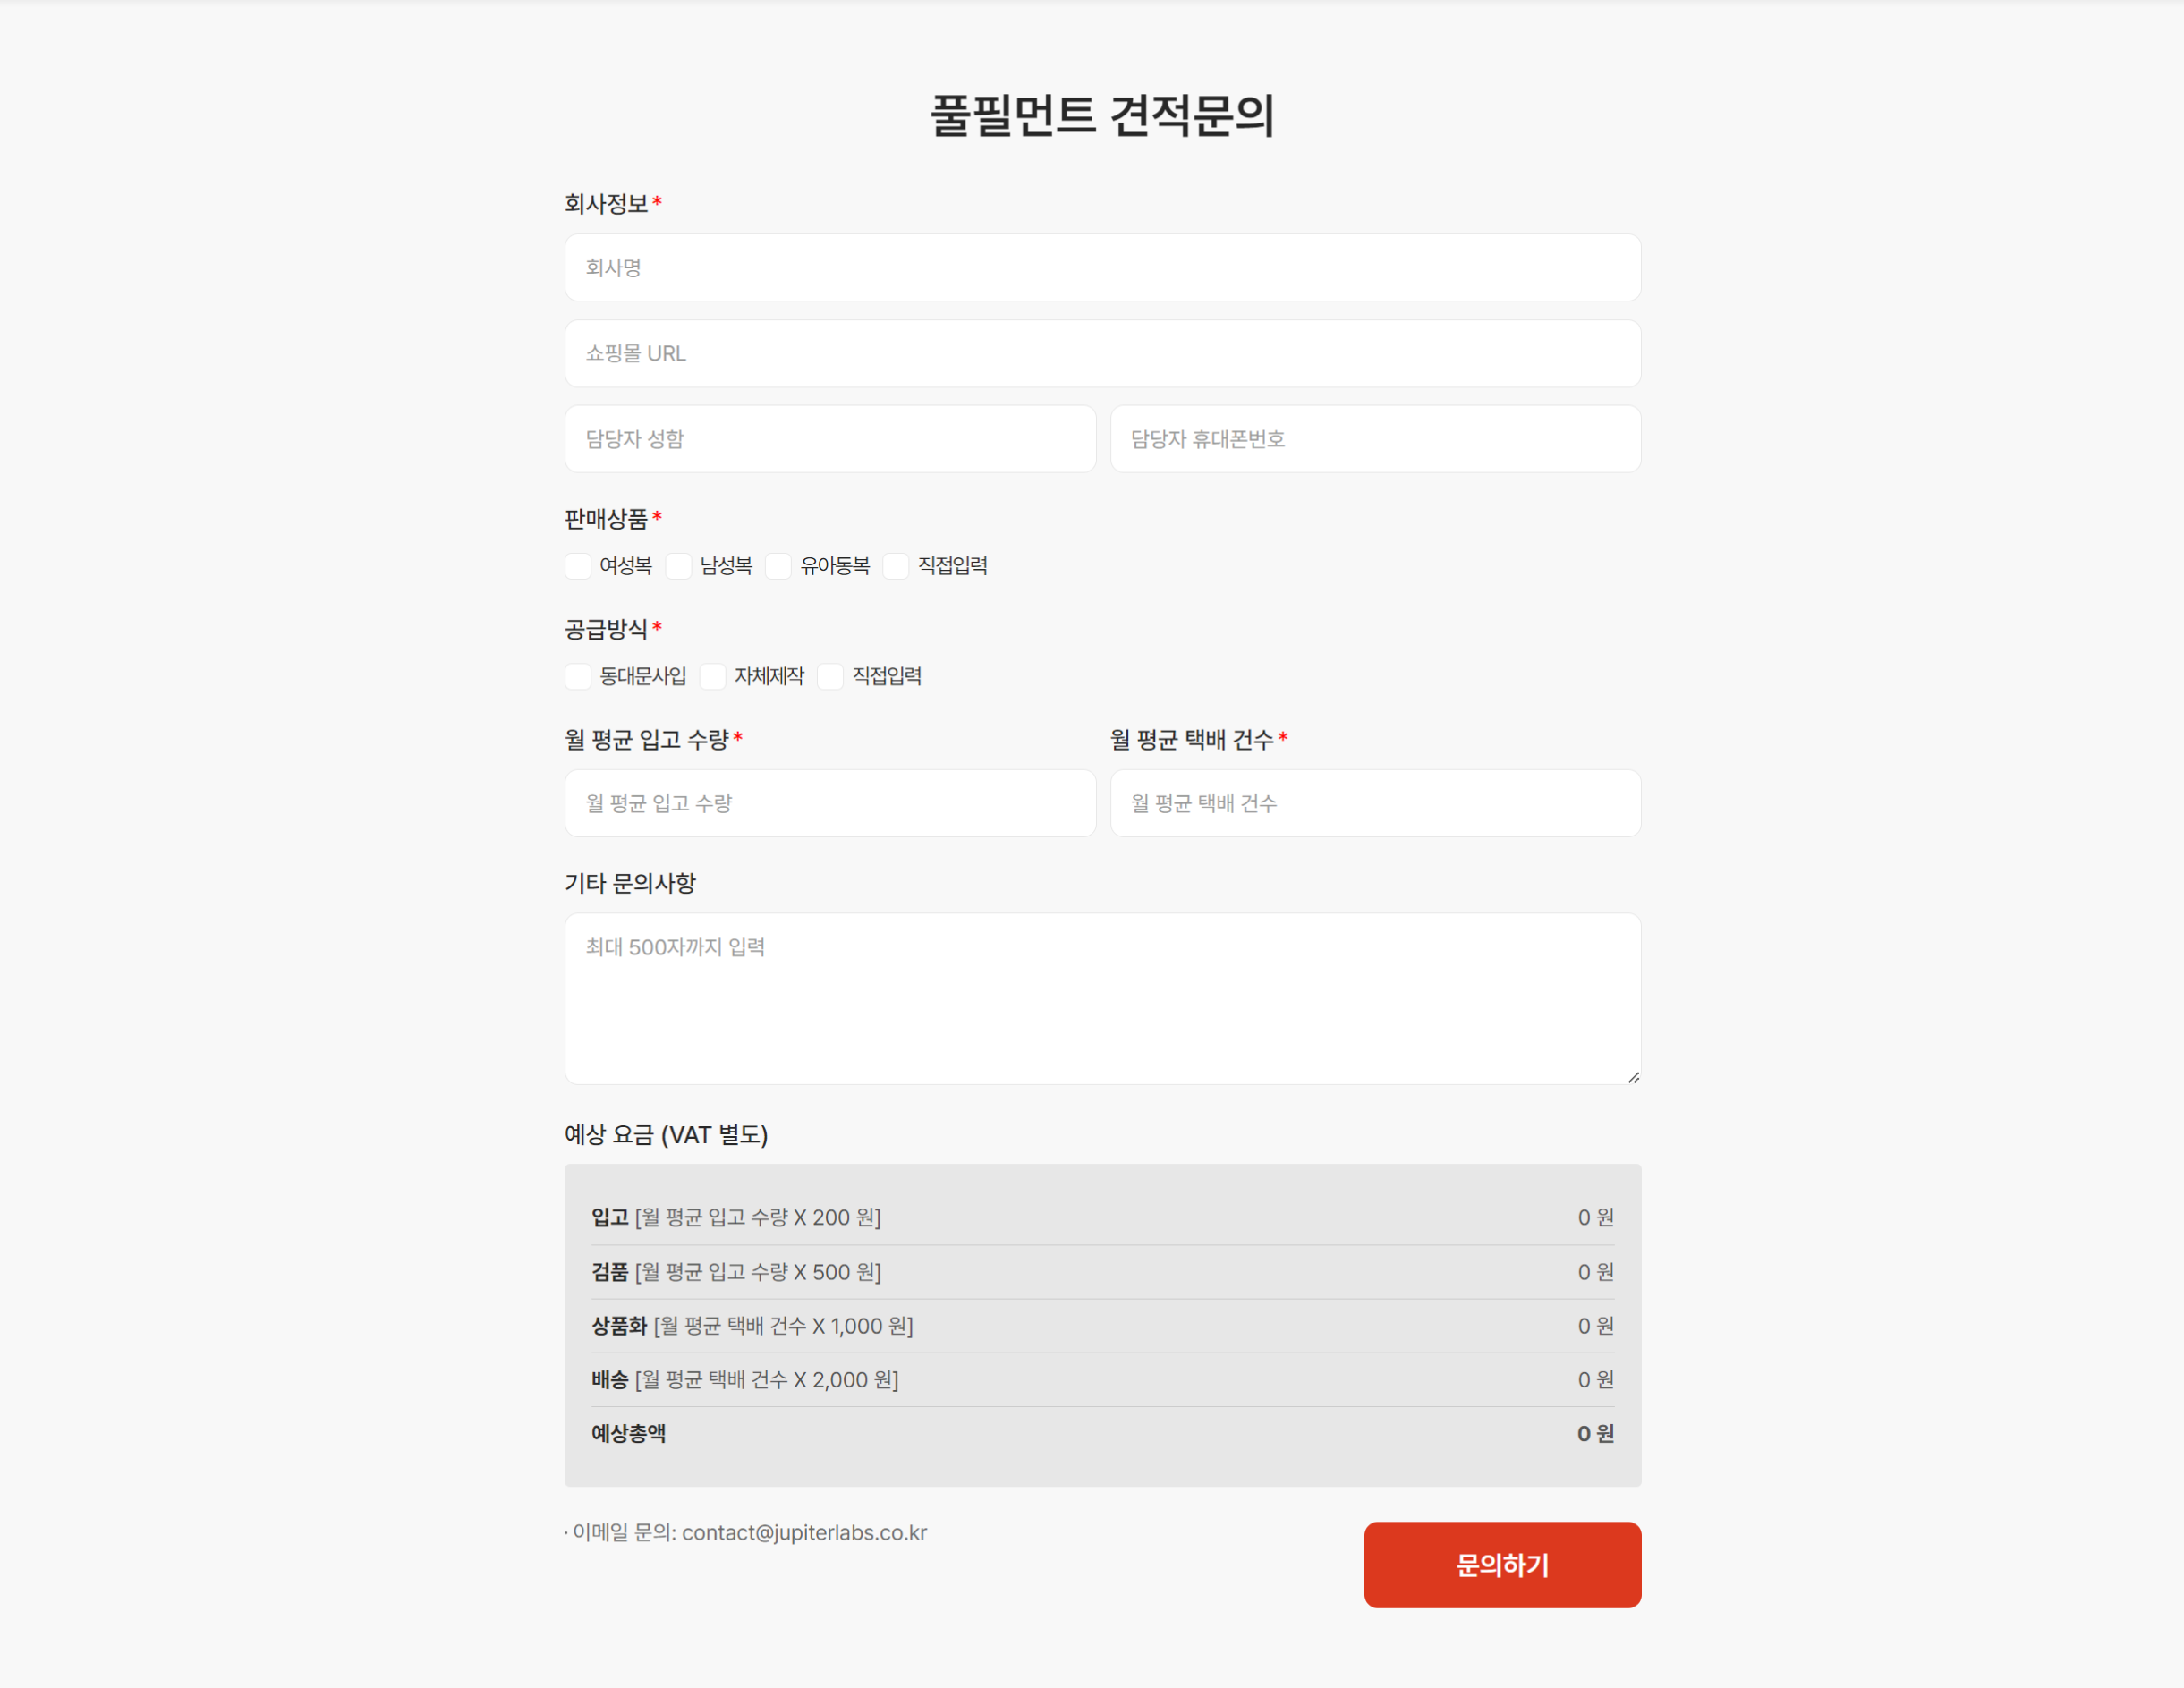 풀필먼트 견적문의
회사정보*
회사명
쇼핑몰 URL
담당자 성함 담당자 휴대폰번호
판매상품*
여성복 남성복 유아동복 직접입력
공급방식*
동대문사입 자체제작 직접입력
월 평균 입고 수량* 월 평균 택배 건수*
월 평균 입고 수량 월 평균 택배 건수
기타 문의사항
최대 500자까지 입력
예상 요금 (VAT 별도)
입고 [월 평균 입고 수량 X 200 원] 0 원
검품 [월 평균 입고 수량 X 500 원] 0 원
상품화 [월 평균 택배 건수 X 1,000 원] 0 원
배송 [월 평균 택배 건수 X 2,000 원] 0 원
예상총액 0 원
· 이메일 문의: contact@jupiterlabs.co.kr
문의하기